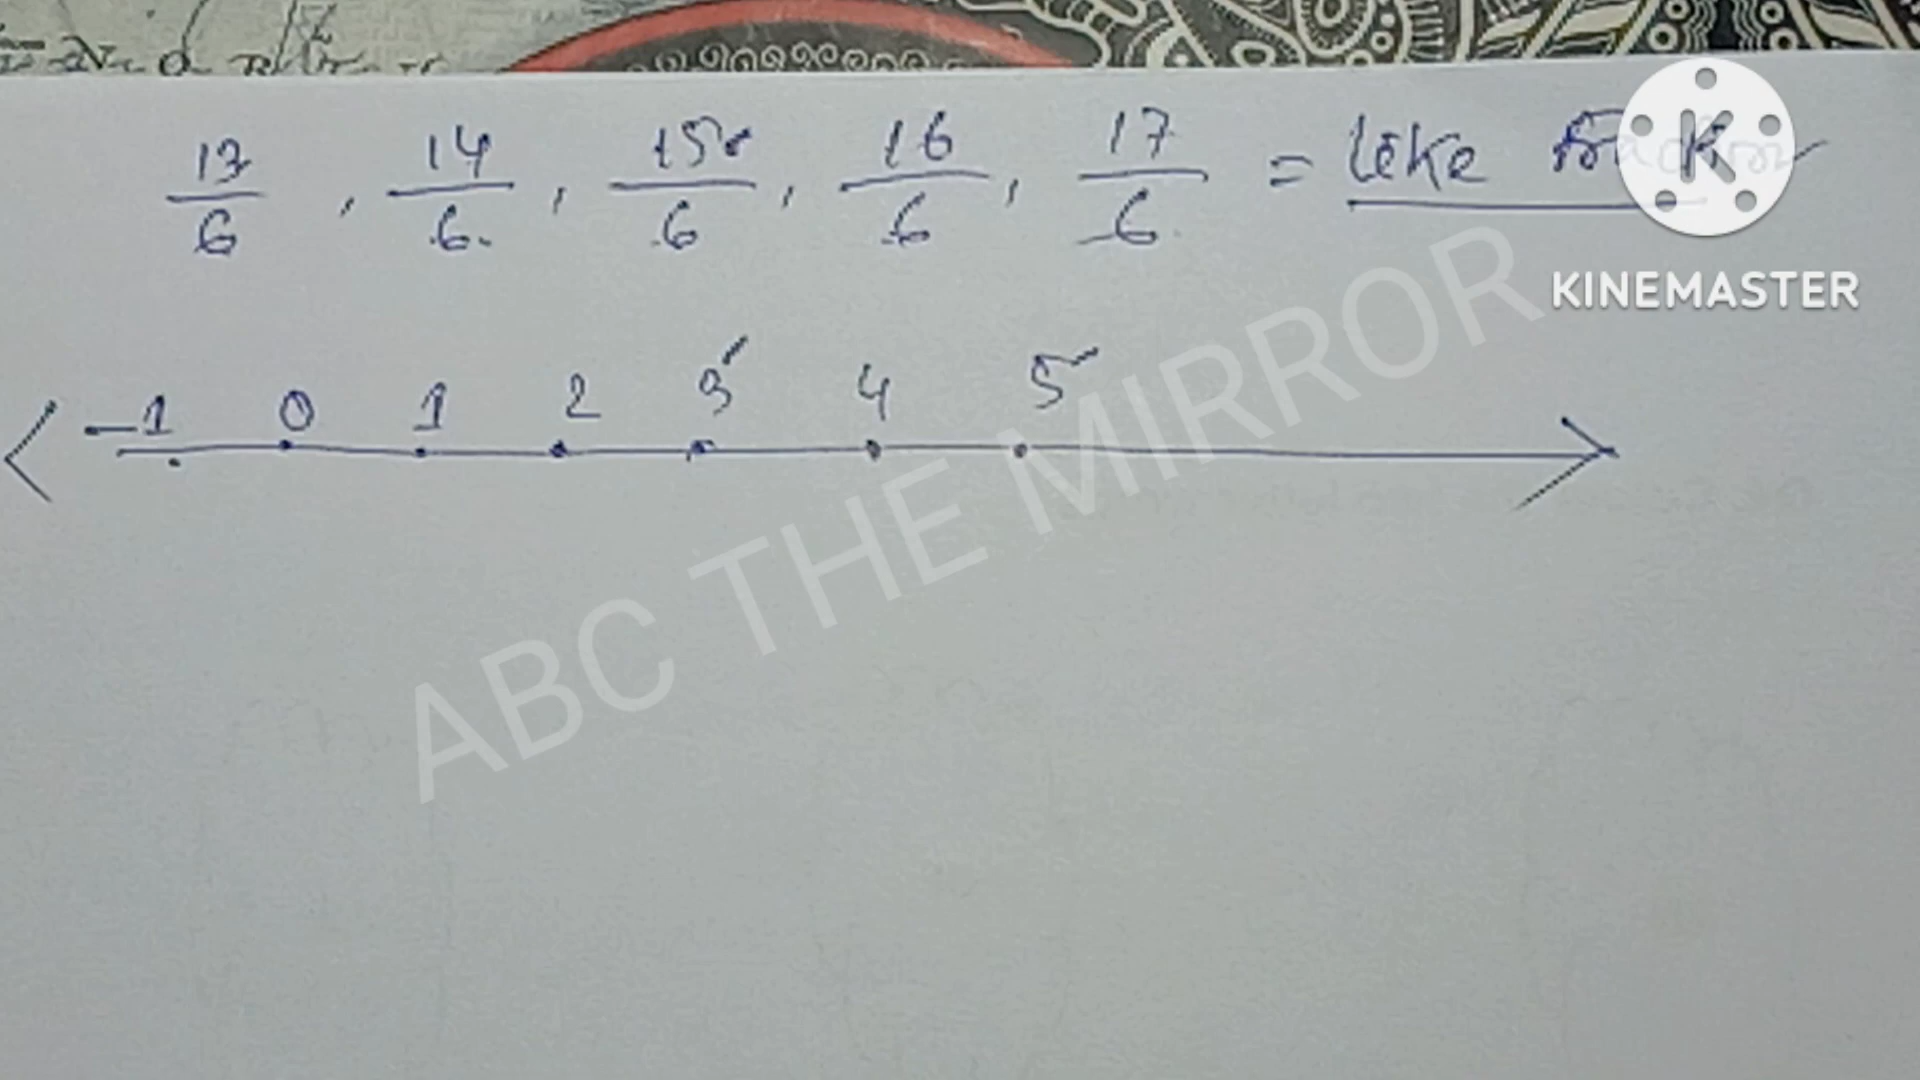 13/6 , 14/6 , 15/6 , 16/6 , 17/6 = like
KINEMASTER
-1 0 1 2 3 4 5
ABC THE MIRROR